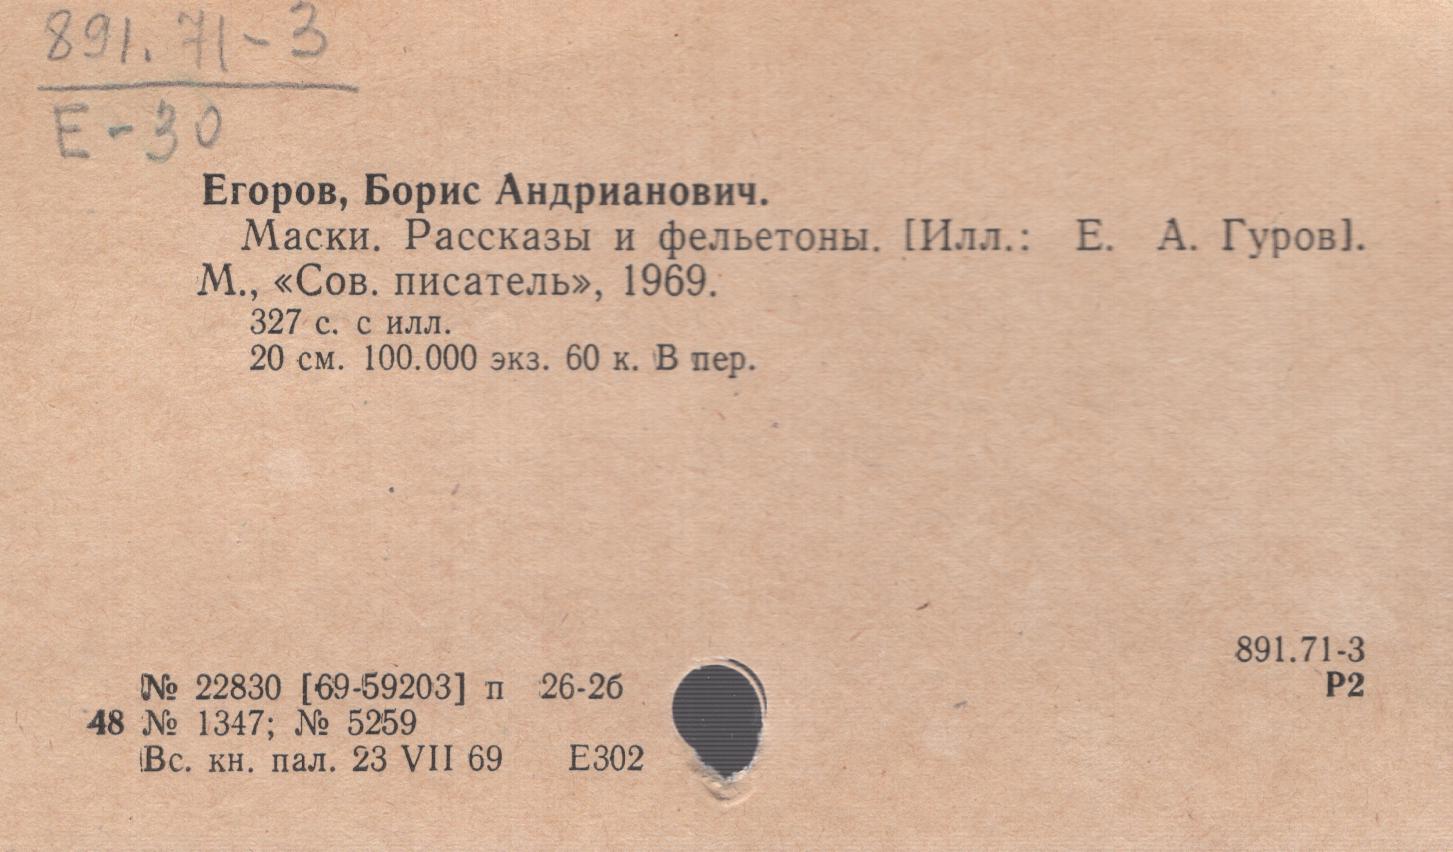 891.71-3
Е-30
Егоров, Борис Андрианович.
Маски. Рассказы и фельетоны. [Илл.: Е. А. Гуров].
М., «Сов. писатель», 1969.
327 с. с илл.
20 см. 100.000 экз. 60 к. В пер.
891.71-3
Р2
№ 22830 [69-59203] п 26-2б
48 № 1347; № 5259
Вс. кн. пал. 23 VII 69 Е302